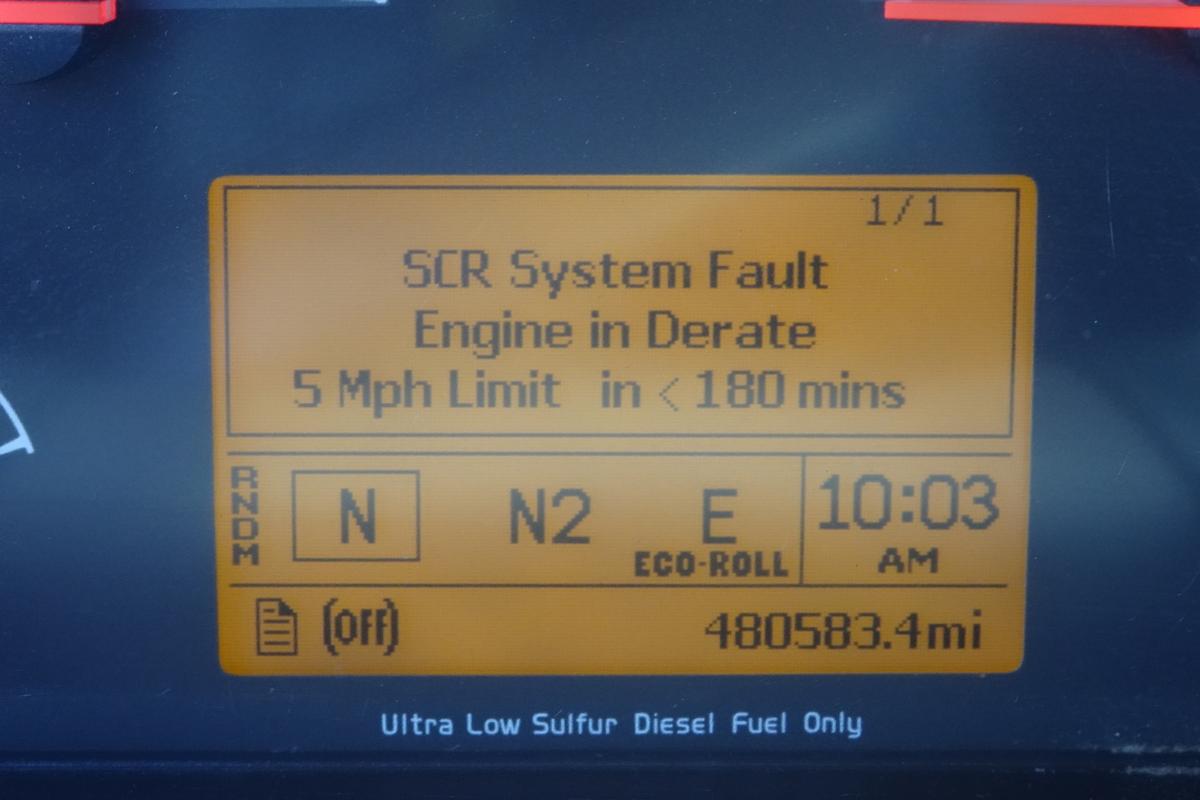 1/1
SCR System Fault
Engine in Derate
5 Mph Limit in < 180 mins
RNDM
N N2 E
ECO-ROLL
10:03
AM
(Off)
480583.4mi
Ultra Low Sulfur Diesel Fuel Only